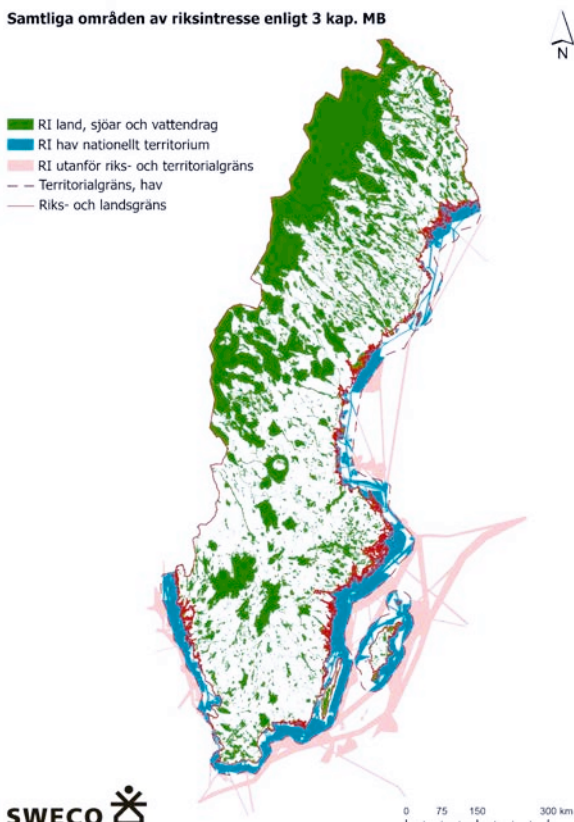 Samtliga områden av riksintresse enligt 3 kap. MB
N
RI land, sjöar och vattendrag
RI hav nationellt territorium
RI utanför riks- och territorialgräns
Territorialgräns, hav
Riks- och landsgräns
SWECO
0 75 150 300 km